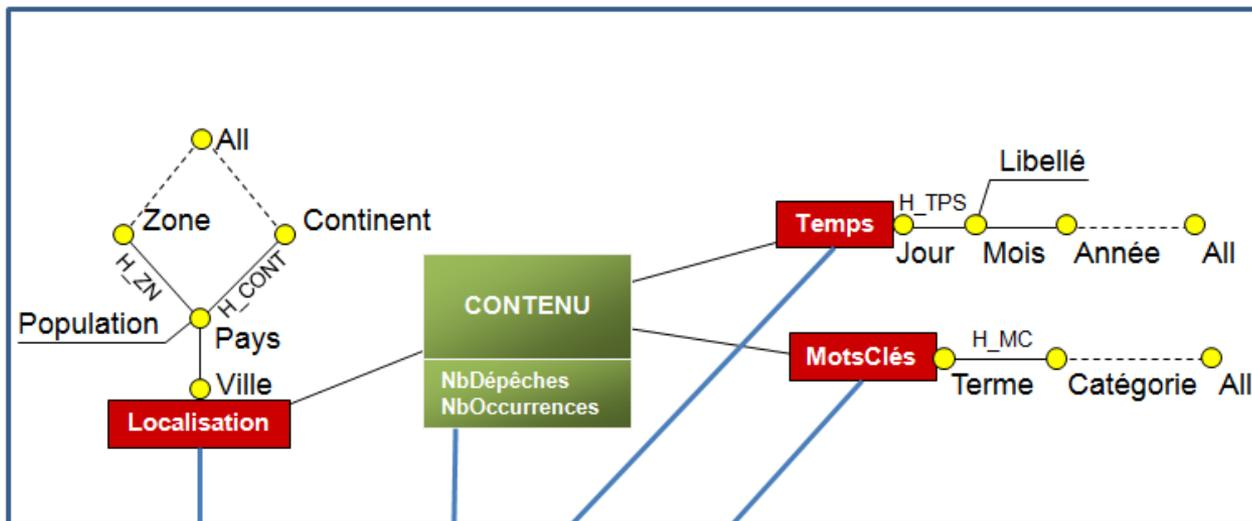 All
Zone
Continent
H_ZN
H_CONT
Population
Pays
Ville
Localisation
CONTENU
NbDépêches
NbOccurrences
Libellé
Temps
H_TPS
Jour
Mois
Année
All
MotsClés
H_MC
Terme
Catégorie
All